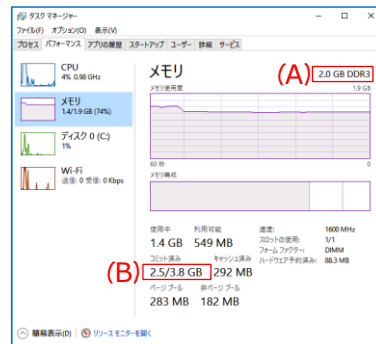 タスク マネージャー
ファイル(F) オプション(O) 表示(V)
プロセス パフォーマンス アプリの履歴 スタートアップ ユーザー 詳細 サービス
CPU
4% 0.98 GHz
メモリ
1.4/1.9 GB (74%)
ディスク 0 (C:)
1%
Wi-Fi
送信: 0 受信: 0 Kbps
メモリ
(A)
2.0 GB DDR3
メモリ使用量
1.9 GB
60 秒
0
メモリ構成
使用中
1.4 GB
利用可能
549 MB
コミット済み
(B)
2.5/3.8 GB
キャッシュ済み
292 MB
ページ プール
283 MB
非ページ プール
182 MB
速度: 1600 MHz
スロットの使用: 1/1
フォーム ファクター: DIMM
ハードウェア予約済み: 88.3 MB
簡易表示(D)
リソース モニターを開く